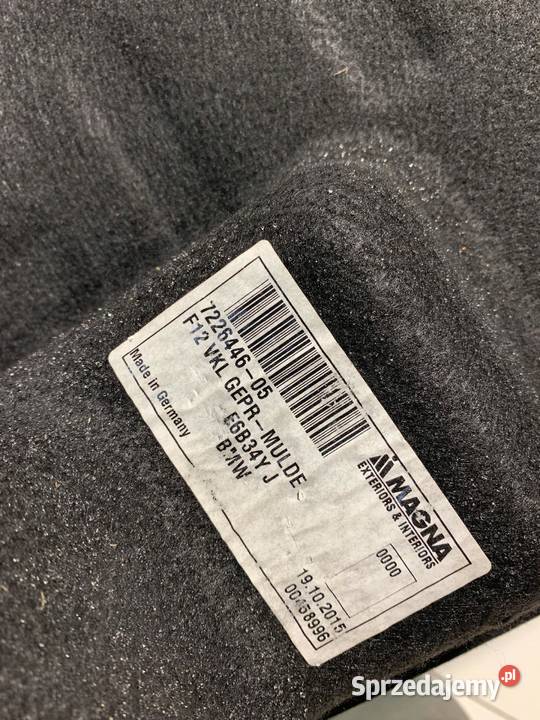 7226446-05
F12 VKL GEPR-MULDE
E6B34Y J
BMW
Made in Germany
MAGNA
EXTERIORS & INTERIORS
0000
19.10.2015
00458996
Sprzedajemy.pl